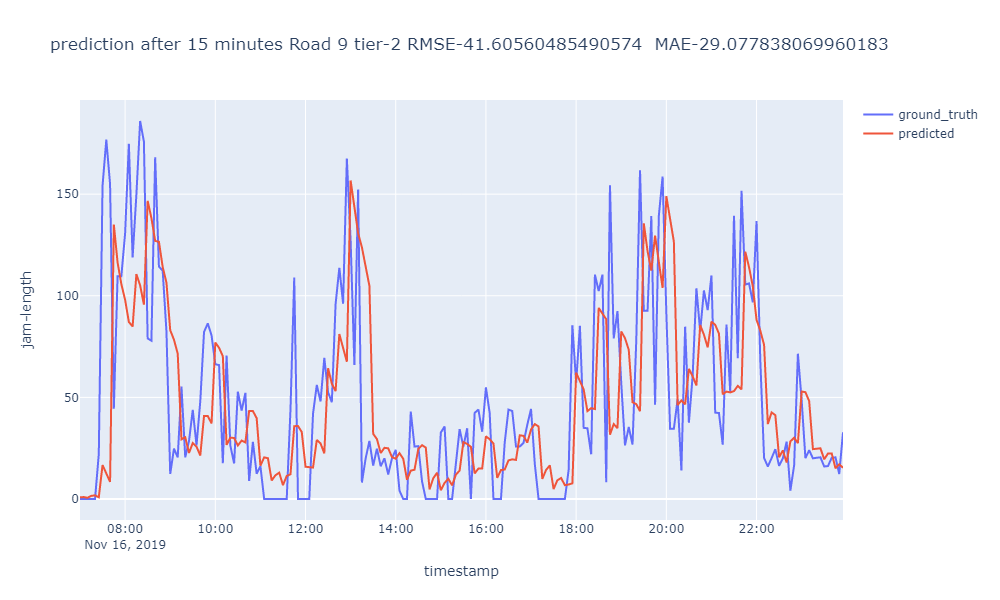 prediction after 15 minutes Road 9 tier-2 RMSE-41.60560485490574  MAE-29.077838069960183
ground_truth
predicted
150
100
50
0
jam-length
08:00 10:00 12:00 14:00 16:00 18:00 20:00 22:00
Nov 16, 2019
timestamp